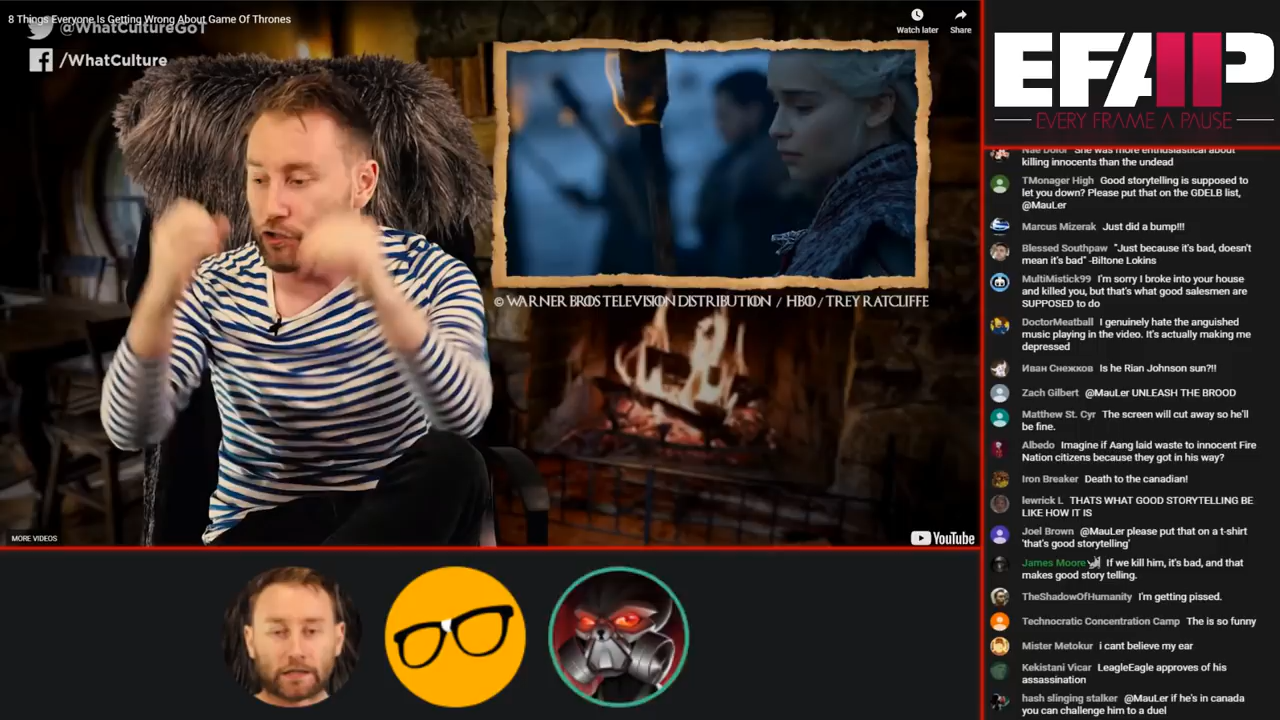 8 Things Everyone Is Getting Wrong About Game Of Thrones
@WhatCultureGoT
/WhatCulture
Watch later
Share
© WARNER BROS TELEVISION DISTRIBUTION / HBO / TREY RATCLIFFE
MORE VIDEOS
YouTube
EFAP
EVERY FRAME A PAUSE
Nae Dolor She was more enthusiastical about
killing innocents than the undead
TMonager High Good storytelling is supposed to
let you down? Please put that on the GDELB list,
@MauLer
Marcus Mizerak Just did a bump!!!
Blessed Southpaw "Just because it's bad, doesn't
mean it's bad" -Biltone Lokins
MultiMistick99 I'm sorry I broke into your house
and killed you, but that's what good salesmen are
SUPPOSED to do
DoctorMeatball I genuinely hate the anguished
music playing in the video. It's actually making me
depressed
Иван Снежков Is he Rian Johnson sun?!!
Zach Gilbert @MauLer UNLEASH THE BROOD
Matthew St. Cyr The screen will cut away so he'll
be fine.
Albedo Imagine if Aang laid waste to innocent Fire
Nation citizens because they got in his way?
Iron Breaker Death to the canadian!
lewrick L THATS WHAT GOOD STORYTELLING BE
LIKE HOW IT IS
Joel Brown @MauLer please put that on a t-shirt
'that's good storytelling'
James Moore If we kill him, it's bad, and that
makes good story telling.
TheShadowOfHumanity I'm getting pissed.
Technocratic Concentration Camp The is so funny
Mister Metokur i cant believe my ear
Kekistani Vicar LeagleEagle approves of his
assassination
hash slinging stalker @MauLer if he's in canada
you can challenge him to a duel